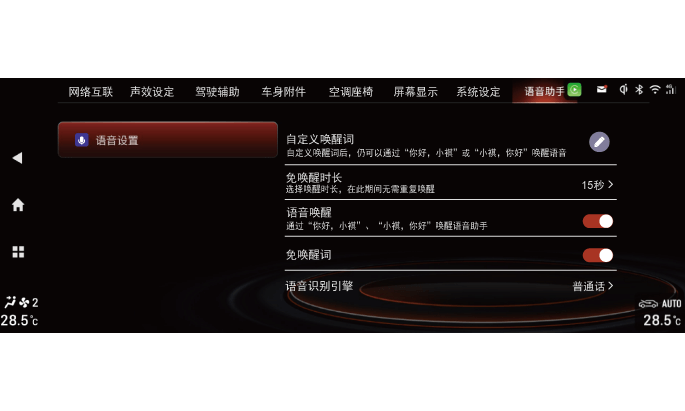 网络互联 声效设定 驾驶辅助 车身附件 空调座椅 屏幕显示 系统设定 语音助手
语音设置
自定义唤醒词
自定义唤醒词后，仍可以通过“你好，小祺”或“小祺，你好”唤醒语音
免唤醒时长
选择唤醒时长，在此期间无需重复唤醒
15秒
语音唤醒
通过“你好，小祺”、“小祺，你好”唤醒语音助手
免唤醒词
语音识别引擎
普通话
2
28.5°C
AUTO
28.5°C